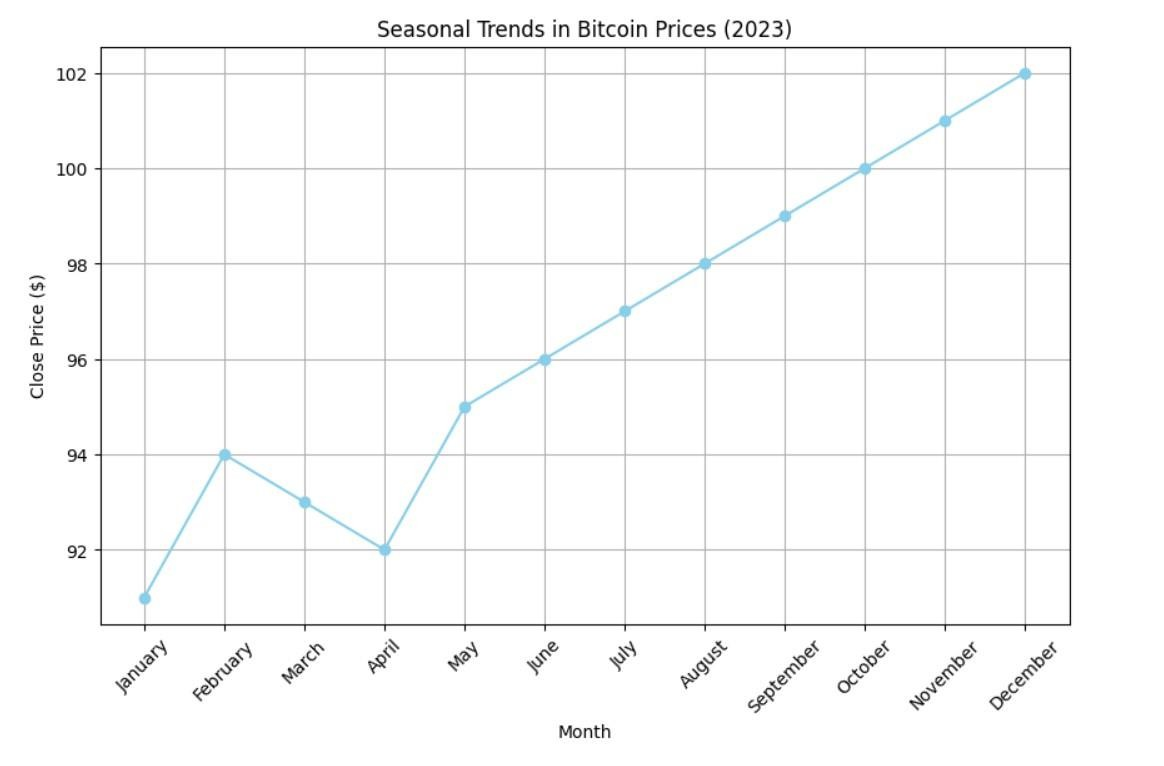 Seasonal Trends in Bitcoin Prices (2023)
Close Price ($)
102
100
98
96
94
92
January
February
March
April
May
June
July
August
September
October
November
December
Month